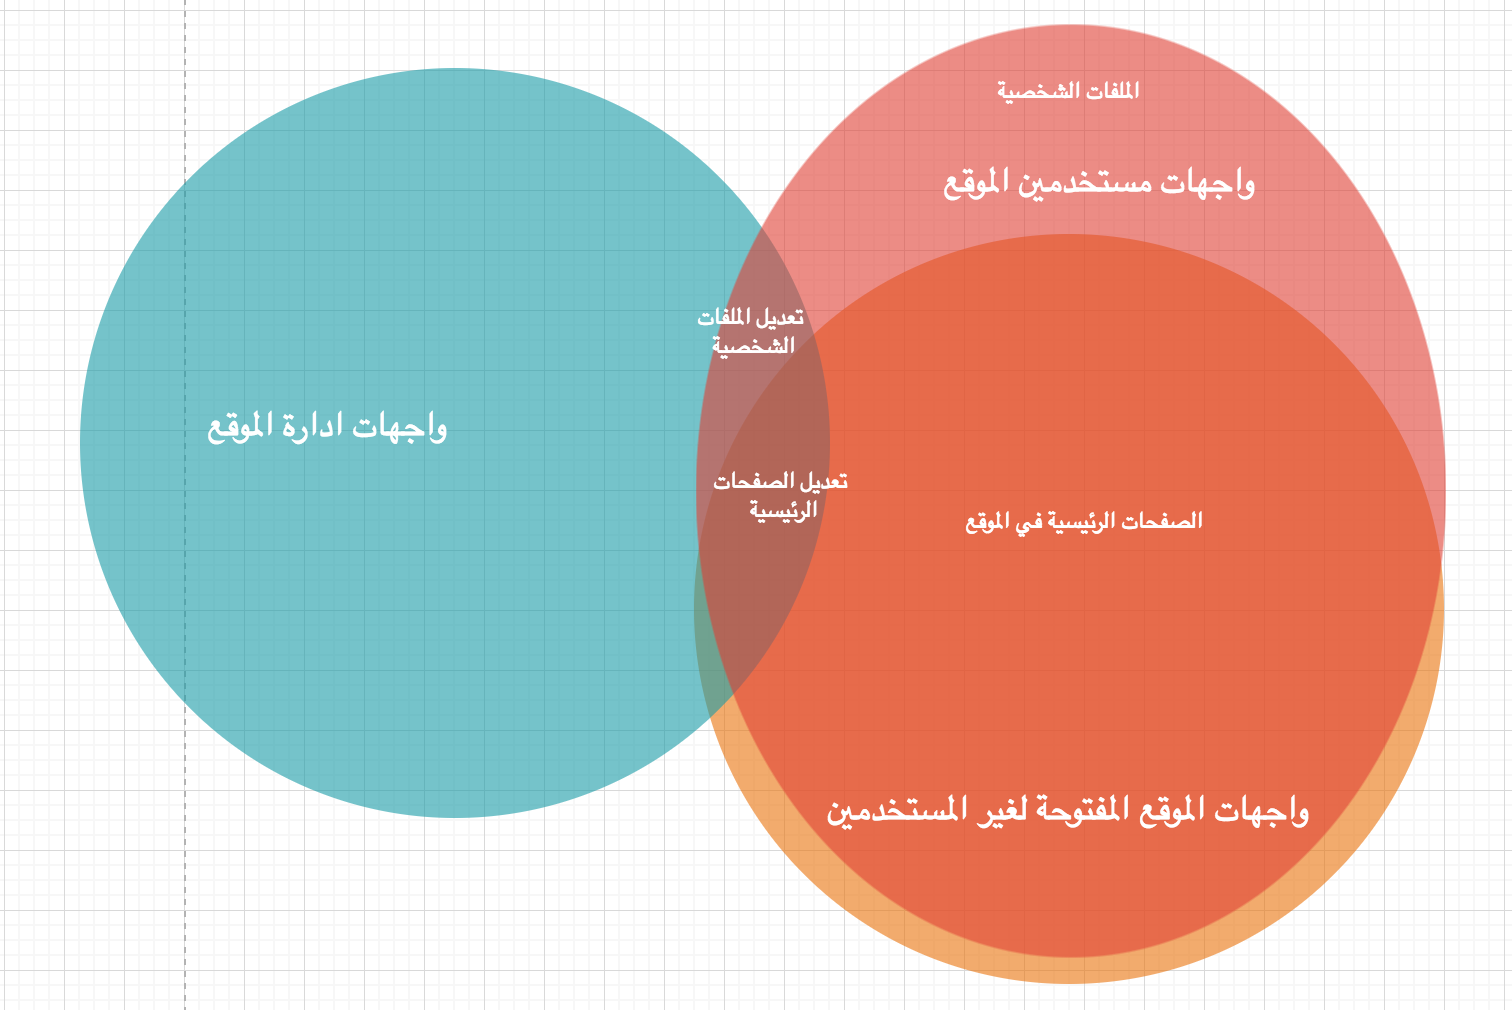 الملفات الشخصية
واجهات مستخدمين الموقع
تعديل الملفات
الشخصية
واجهات ادارة الموقع
تعديل الصفحات
الرئيسية
الصفحات الرئيسية في الموقع
واجهات الموقع المفتوحة لغير المستخدمين